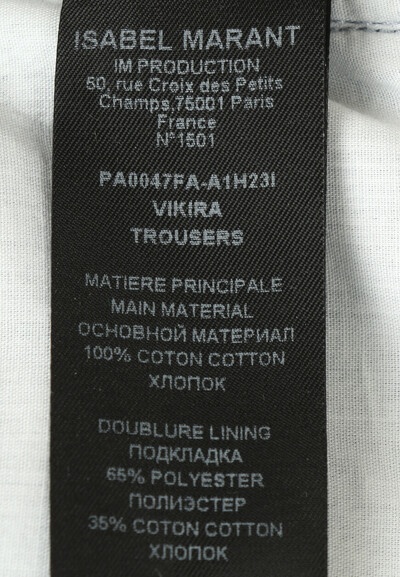 ISABEL MARANT
IM PRODUCTION
50, rue Croix des Petits
Champs,75001 Paris
France
N°1501
PA0047FA-A1H23I
VIKIRA
TROUSERS
MATIERE PRINCIPALE
MAIN MATERIAL
ОСНОВНОЙ МАТЕРИАЛ
100% COTON COTTON
ХЛОПОК
DOUBLURE LINING
ПОДКЛАДКА
65% POLYESTER
ПОЛИЭСТЕР
35% COTON COTTON
ХЛОПОК